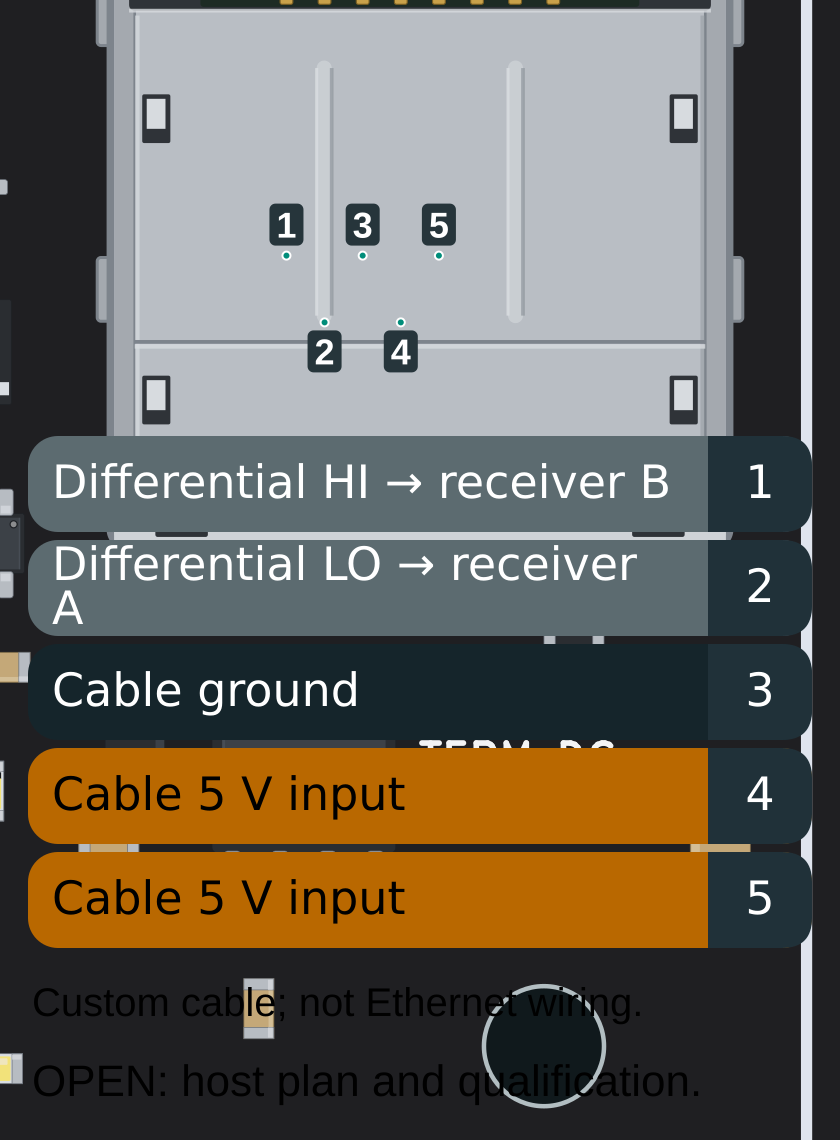 1 3 5
2 4
Differential HI → receiver B 1
Differential LO → receiver
A 2
Cable ground 3
Cable 5 V input 4
Cable 5 V input 5
Custom cable; not Ethernet wiring.
OPEN: host plan and qualification.